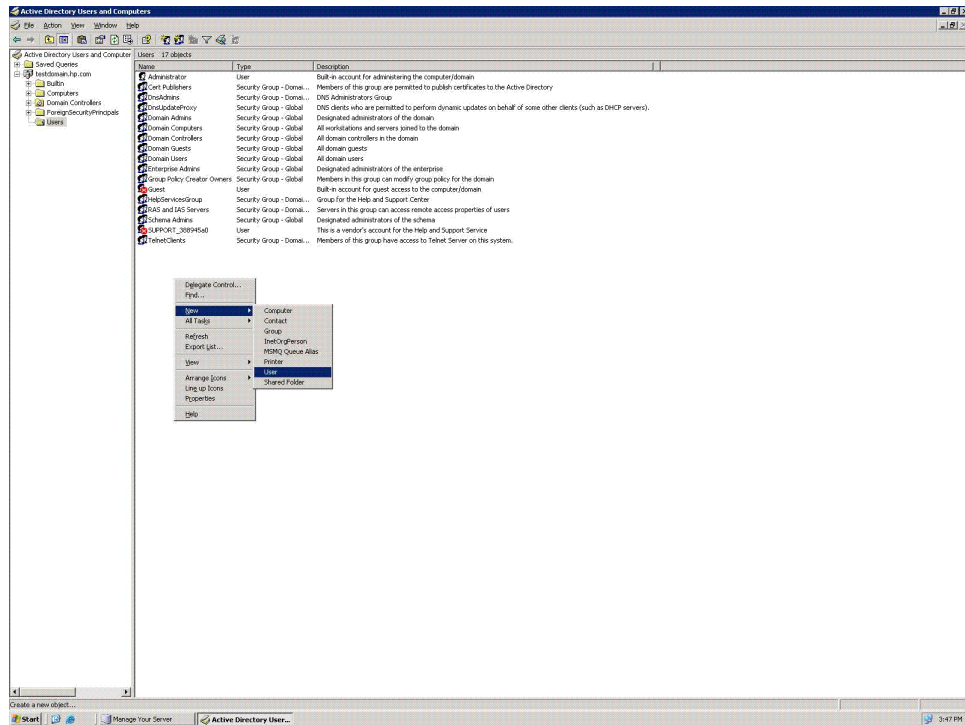 Active Directory Users and Computers
File Action View Window Help
Active Directory Users and Computer
Saved Queries
testdomain.hp.com
Builtin
Computers
Domain Controllers
ForeignSecurityPrincipals
Users
Users 17 objects
Name Type Description
Administrator User Built-in account for administering the computer/domain
Cert Publishers Security Group - Domai... Members of this group are permitted to publish certificates to the Active Directory
DnsAdmins Security Group - Domai... DNS Administrators Group
DnsUpdateProxy Security Group - Global DNS clients who are permitted to perform dynamic updates on behalf of some other clients (such as DHCP servers).
Domain Admins Security Group - Global Designated administrators of the domain
Domain Computers Security Group - Global All workstations and servers joined to the domain
Domain Controllers Security Group - Global All domain controllers in the domain
Domain Guests Security Group - Global All domain guests
Domain Users Security Group - Global All domain users
Enterprise Admins Security Group - Global Designated administrators of the enterprise
Group Policy Creator Owners Security Group - Global Members in this group can modify group policy for the domain
Guest User Built-in account for guest access to the computer/domain
HelpServicesGroup Security Group - Domai... Group for the Help and Support Center
RAS and IAS Servers Security Group - Domai... Servers in this group can access remote access properties of users
Schema Admins Security Group - Global Designated administrators of the schema
SUPPORT_388945a0 User This is a vendor's account for the Help and Support Service
TelnetClients Security Group - Domai... Members of this group have access to Telnet Server on this system.
Delegate Control...
Find...
New
All Tasks
Refresh
Export List...
View
Arrange Icons
Line up Icons
Properties
Help
Computer
Contact
Group
InetOrgPerson
MSMQ Queue Alias
Printer
User
Shared Folder
Create a new object...
Start Manage Your Server Active Directory User... 3:47 PM